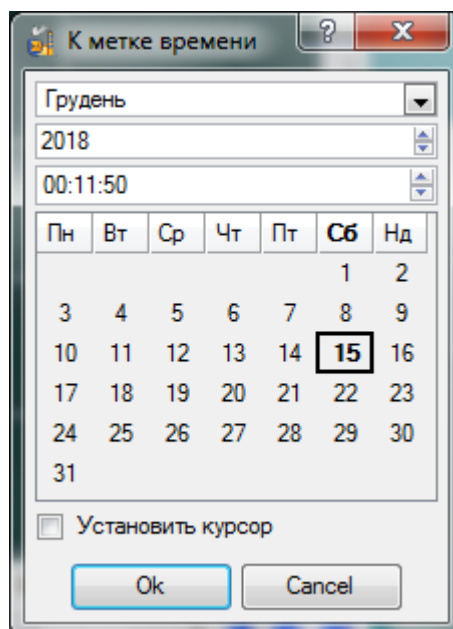 К метке времени
Грудень
2018
00:11:50
Пн Вт Ср Чт Пт Сб Нд
1 2
3 4 5 6 7 8 9
10 11 12 13 14 15 16
17 18 19 20 21 22 23
24 25 26 27 28 29 30
31
Установить курсор
Ok Cancel